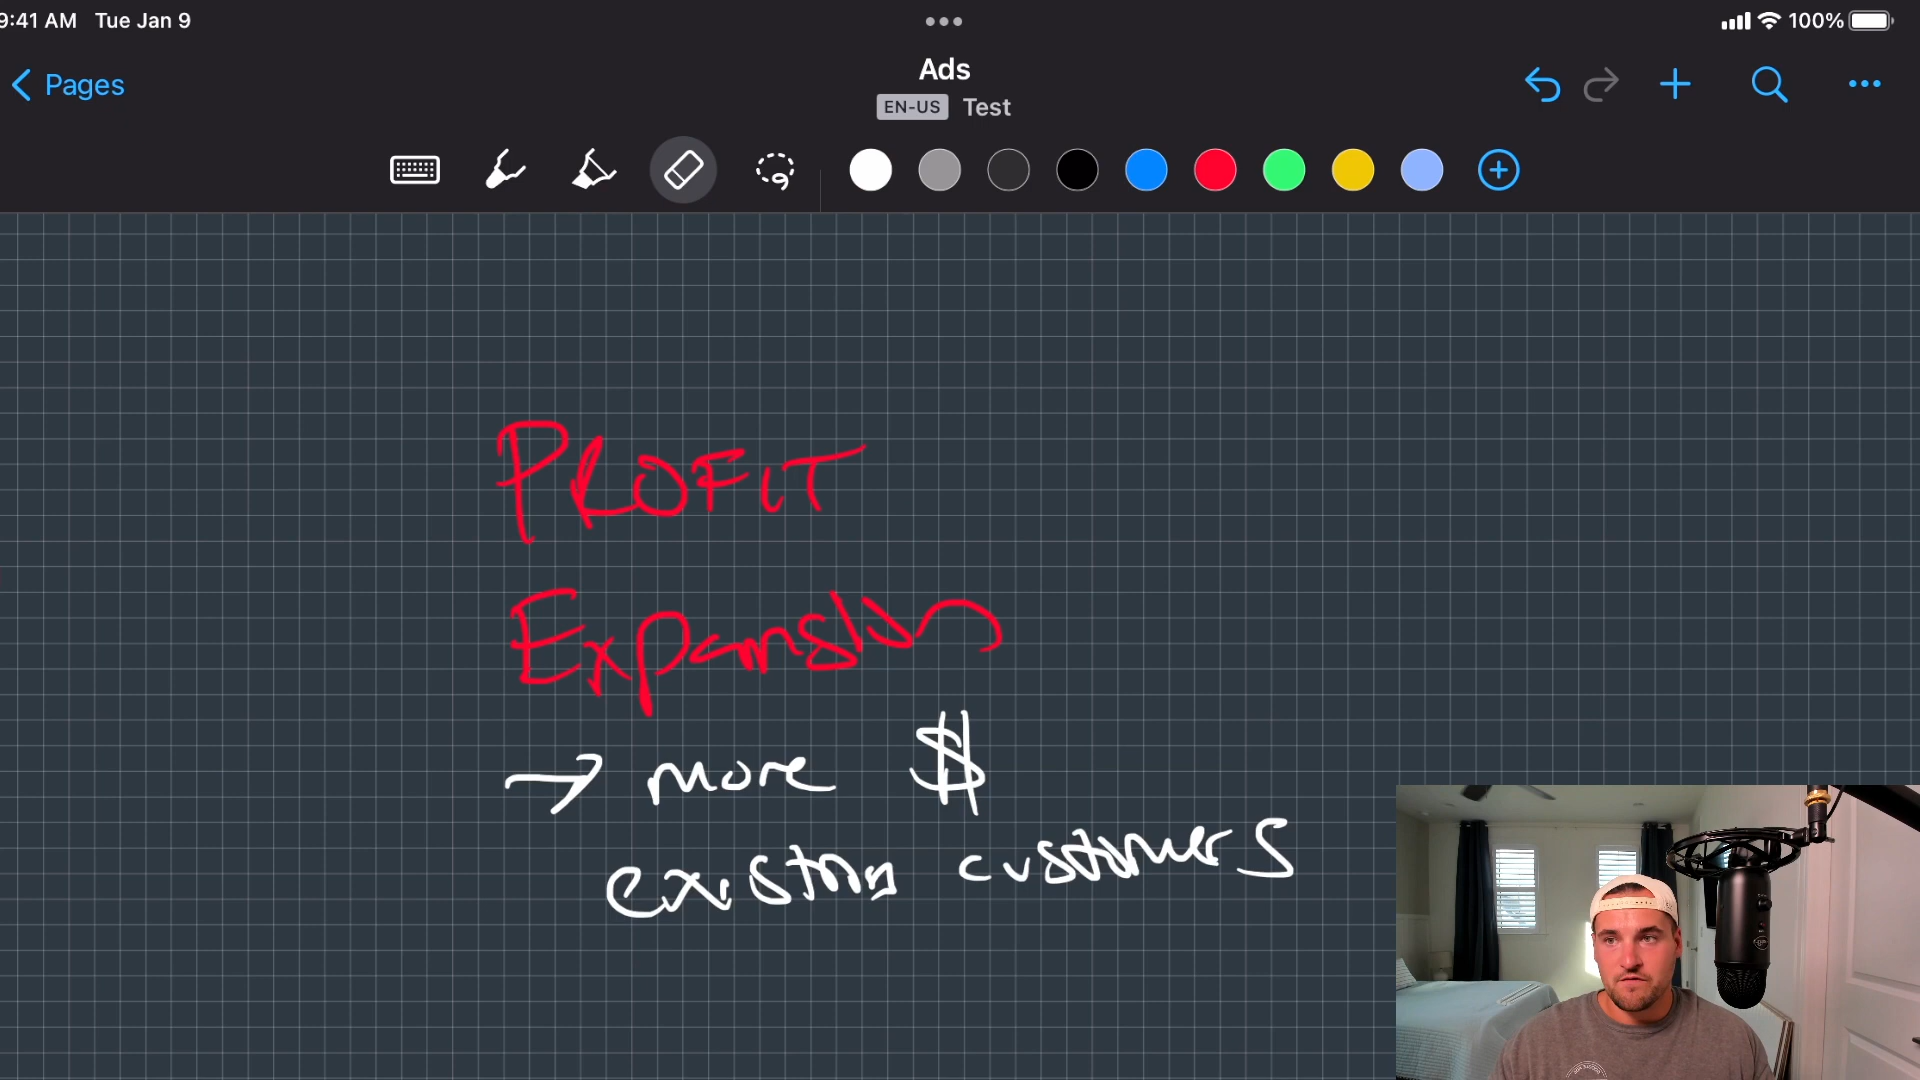 9:41 AM Tue Jan 9
100%
Pages
Ads
EN-US Test
PROFIT
Expansion
→ more $
existing customers